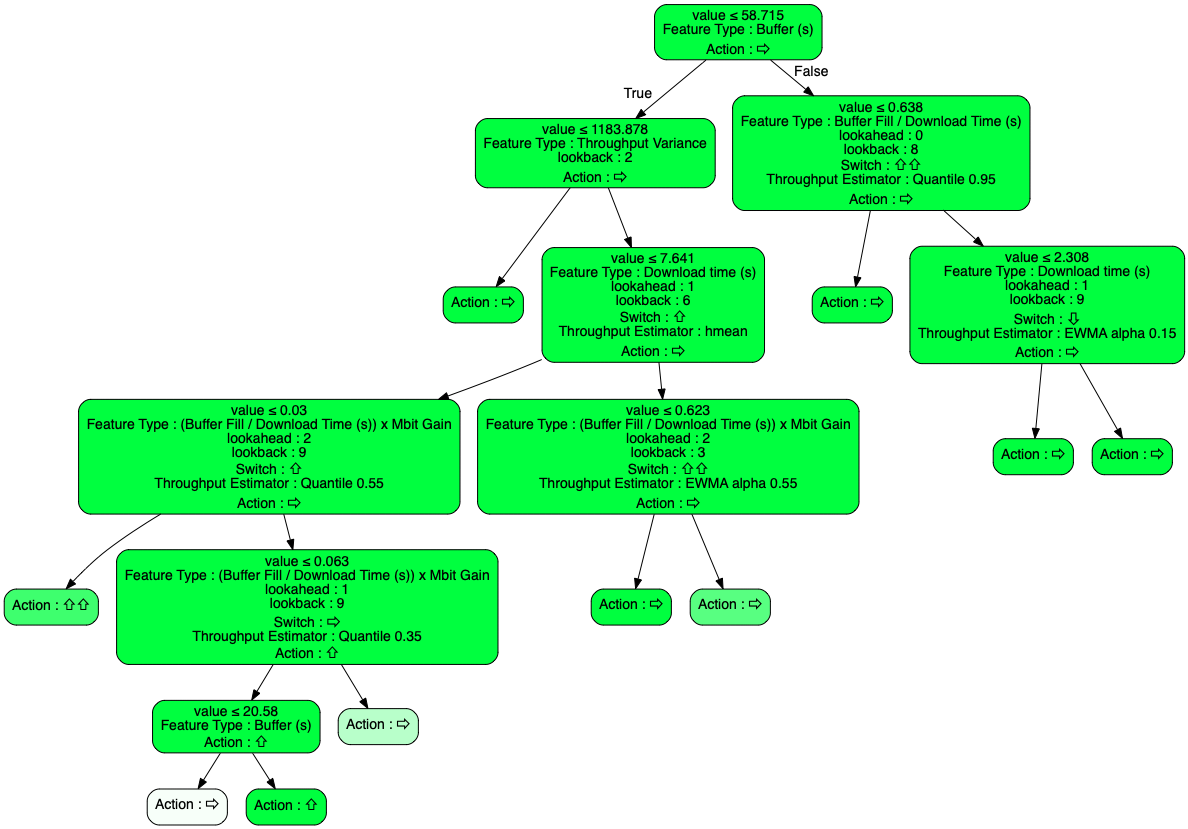 value ≤ 58.715
Feature Type : Buffer (s)
Action : ⇨
True
False
value ≤ 0.638
Feature Type : Buffer Fill / Download Time (s)
lookahead : 0
lookback : 8
Switch : ⇧⇧
Throughput Estimator : Quantile 0.95
Action : ⇨
value ≤ 1183.878
Feature Type : Throughput Variance
lookback : 2
Action : ⇨
Action : ⇨
value ≤ 7.641
Feature Type : Download time (s)
lookahead : 1
lookback : 6
Switch : ⇧
Throughput Estimator : hmean
Action : ⇨
Action : ⇨
value ≤ 2.308
Feature Type : Download time (s)
lookahead : 1
lookback : 9
Switch : ⇩
Throughput Estimator : EWMA alpha 0.15
Action : ⇨
value ≤ 0.03
Feature Type : (Buffer Fill / Download Time (s)) x Mbit Gain
lookahead : 2
lookback : 9
Switch : ⇧
Throughput Estimator : Quantile 0.55
Action : ⇨
value ≤ 0.623
Feature Type : (Buffer Fill / Download Time (s)) x Mbit Gain
lookahead : 2
lookback : 3
Switch : ⇧⇧
Throughput Estimator : EWMA alpha 0.55
Action : ⇨
Action : ⇨
Action : ⇨
Action : ⇧⇧
value ≤ 0.063
Feature Type : (Buffer Fill / Download Time (s)) x Mbit Gain
lookahead : 1
lookback : 9
Switch : ⇨
Throughput Estimator : Quantile 0.35
Action : ⇧
Action : ⇨
Action : ⇨
value ≤ 20.58
Feature Type : Buffer (s)
Action : ⇧
Action : ⇨
Action : ⇨
Action : ⇧